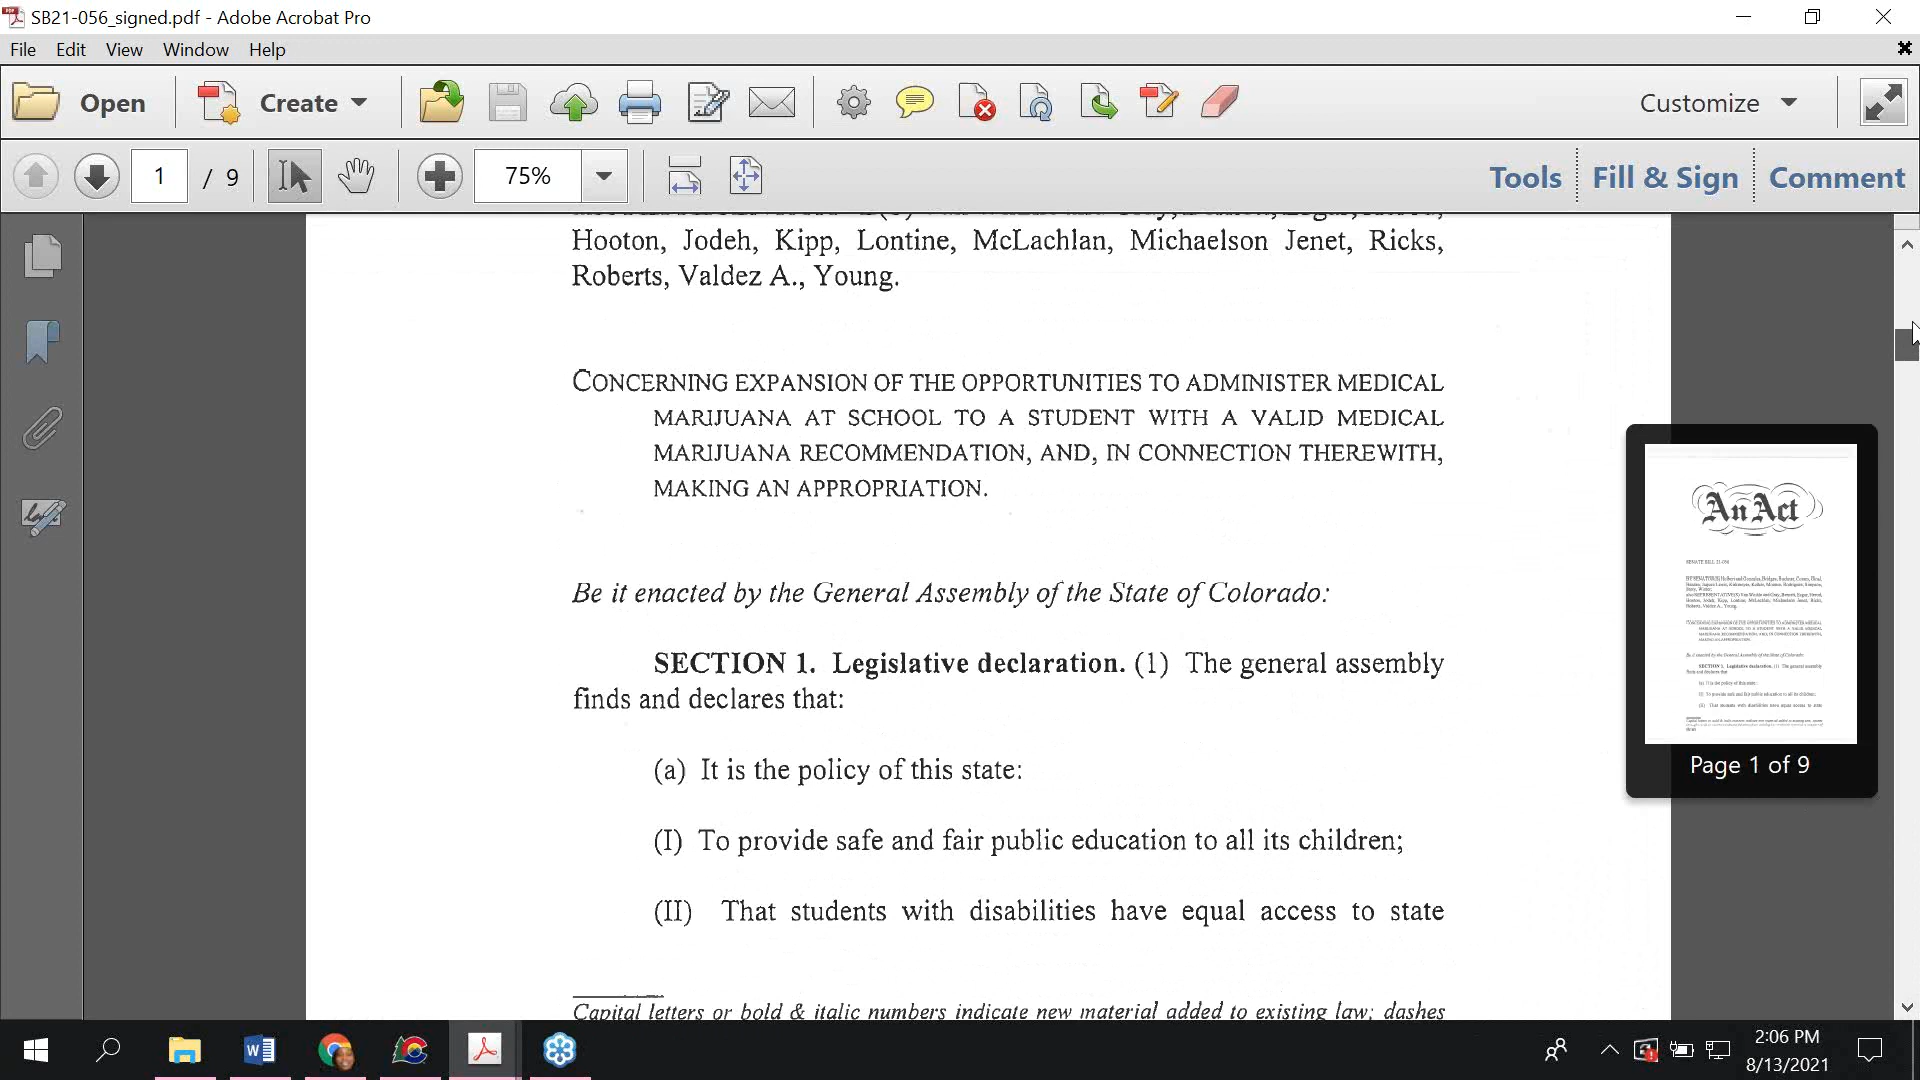 SB21-056_signed.pdf - Adobe Acrobat Pro
File Edit View Window Help
Open Create Customize
1 / 9 75% Tools Fill & Sign Comment
Hooton, Jodeh, Kipp, Lontine, McLachlan, Michaelson Jenet, Ricks,
Roberts, Valdez A., Young.
CONCERNING EXPANSION OF THE OPPORTUNITIES TO ADMINISTER MEDICAL
MARIJUANA AT SCHOOL TO A STUDENT WITH A VALID MEDICAL
MARIJUANA RECOMMENDATION, AND, IN CONNECTION THEREWITH,
MAKING AN APPROPRIATION.
Be it enacted by the General Assembly of the State of Colorado:
SECTION 1. Legislative declaration. (1) The general assembly
finds and declares that:
(a) It is the policy of this state:
(I) To provide safe and fair public education to all its children;
(II) That students with disabilities have equal access to state
Capital letters or bold & italic numbers indicate new material added to existing law; dashes
An Act
SENATE BILL 21-056
Page 1 of 9
2:06 PM
8/13/2021